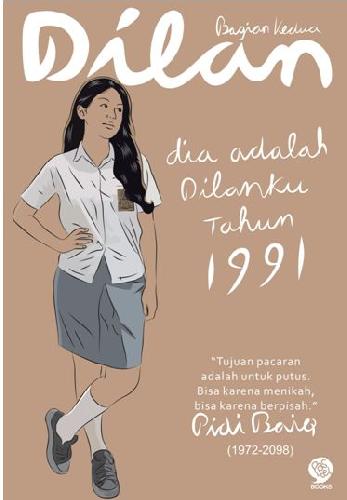 Bagian Kedua
Dilan
dia adalah
Dilanku
Tahun
1991
"Tujuan pacaran
adalah untuk putus.
Bisa karena menikah,
bisa karena berpisah."
Pidi Baiq
(1972-2098)
BOOKS